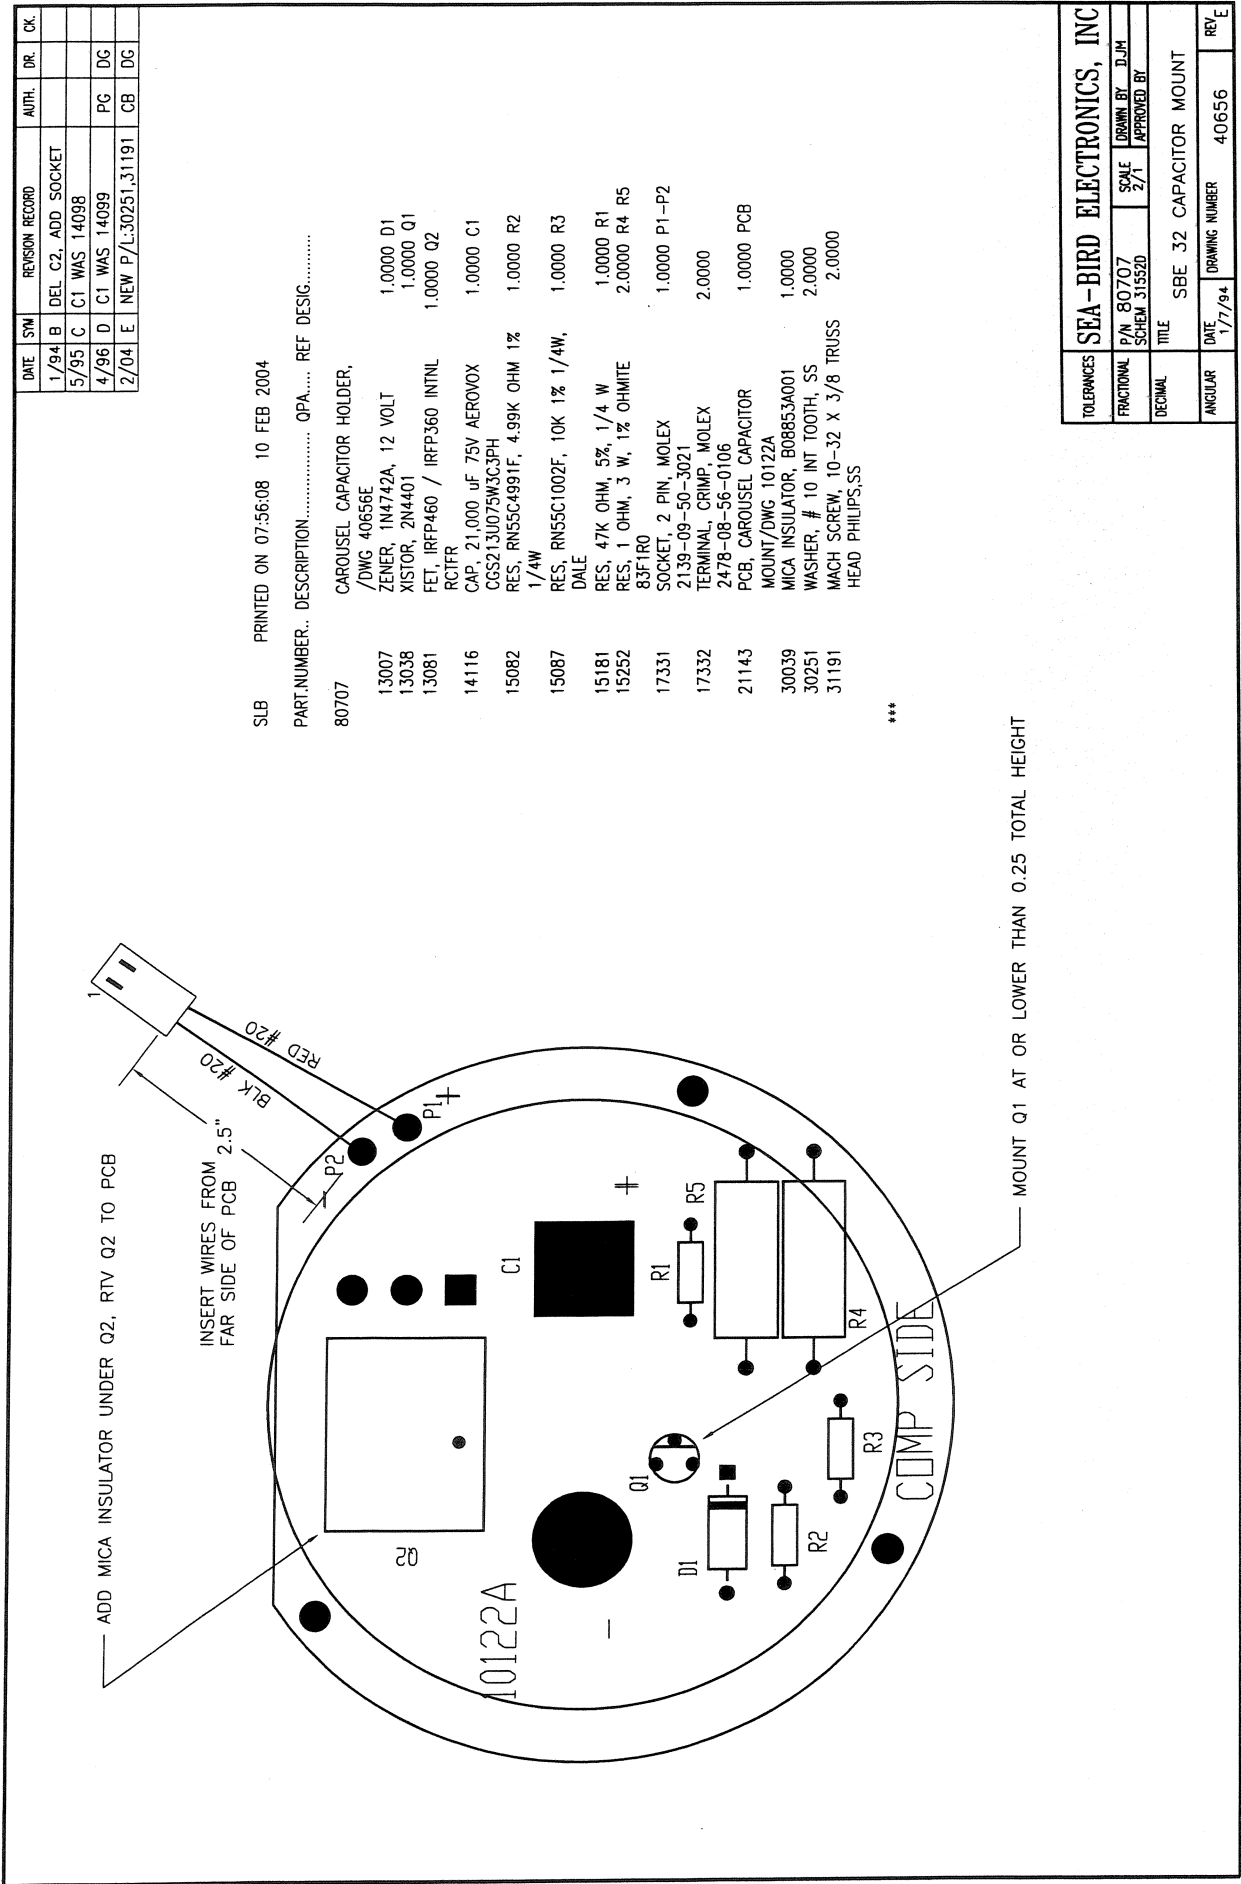 DATE SYM REVISION RECORD AUTH. DR. CK.
1/94 B DEL C2, ADD SOCKET
5/95 C C1 WAS 14098
4/96 D C1 WAS 14099 PG DG
2/04 E NEW P/L:30251,31191 CB DG
SLB PRINTED ON 07:56:08 10 FEB 2004
PART.NUMBER.. DESCRIPTION.................... QPA..... REF DESIG............
80707 CAROUSEL CAPACITOR HOLDER,
/DWG 40656E
13007 ZENER, 1N4742A, 12 VOLT 1.0000 D1
13038 XISTOR, 2N4401 1.0000 Q1
13081 FET, IRFP460 / IRFP360 INTNL 1.0000 Q2
RCTFR
14116 CAP, 21,000 uF 75V AEROVOX 1.0000 C1
CGS213U075W3C3PH
15082 RES, RN55C4991F, 4.99K OHM 1% 1.0000 R2
1/4W
15087 RES, RN55C1002F, 10K 1% 1/4W, 1.0000 R3
DALE
15181 RES, 47K OHM, 5%, 1/4 W 1.0000 R1
15252 RES, 1 OHM, 3 W, 1% OHMITE 2.0000 R4 R5
83F1R0
17331 SOCKET, 2 PIN, MOLEX 1.0000 P1-P2
2139-09-50-3021
17332 TERMINAL, CRIMP, MOLEX 2.0000
2478-08-56-0106
21143 PCB, CAROUSEL CAPACITOR 1.0000 PCB
MOUNT/DWG 10122A
30039 MICA INSULATOR, B08853A001 1.0000
30251 WASHER, # 10 INT TOOTH, SS 2.0000
31191 MACH SCREW, 10-32 X 3/8 TRUSS 2.0000
HEAD PHILIPS,SS
***
ADD MICA INSULATOR UNDER Q2, RTV Q2 TO PCB
INSERT WIRES FROM
FAR SIDE OF PCB
2.5"
1
BLK #20
RED #20
P2
-
P1
+
Q2
C1
+
10122A
-
Q1
R1
R5
D1
R2
R3
R4
COMP SIDE
MOUNT Q1 AT OR LOWER THAN 0.25 TOTAL HEIGHT
TOLERANCES SEA-BIRD ELECTRONICS, INC
FRACTIONAL P/N 80707 SCALE DRAWN BY DJM
SCHEM 31552D 2/1 APPROVED BY
DECIMAL TITLE
SBE 32 CAPACITOR MOUNT
ANGULAR DATE DRAWING NUMBER REV
1/7/94 40656 E